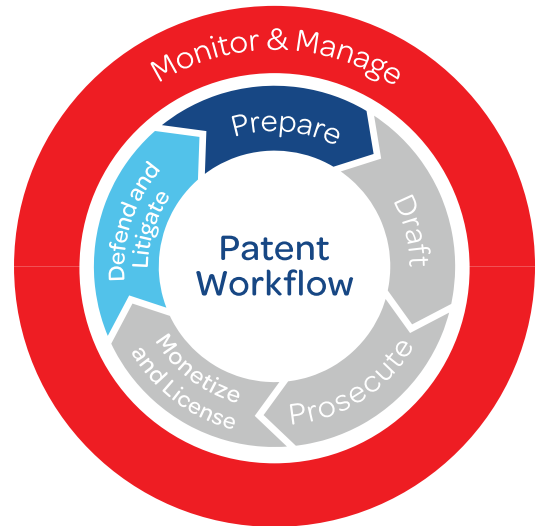 Monitor & Manage
Prepare
Draft
Prosecute
Monetize
and License
Defend and
Litigate
Patent
Workflow